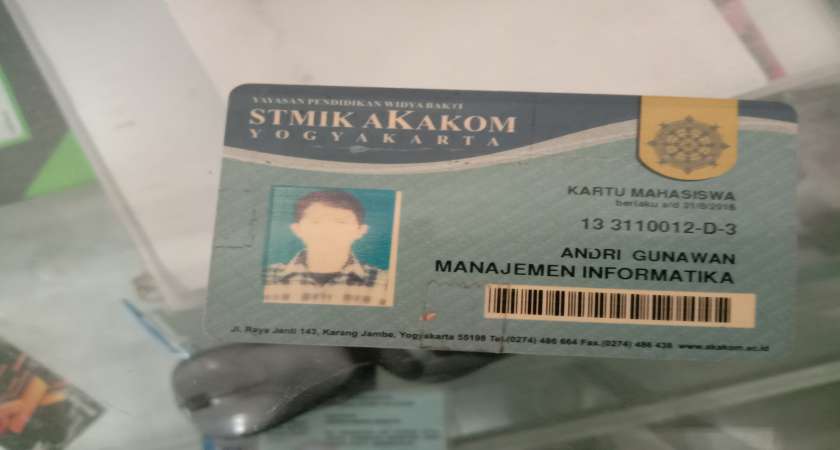 YAYASAN PENDIDIKAN WIDYA BAKTI
STMIK AKAKOM
YOGYAKARTA
KARTU MAHASISWA
berlaku s/d 31/8/2016
13 3110012-D-3
ANDRI GUNAWAN
MANAJEMEN INFORMATIKA
Jl. Raya Janti 143, Karang Jambe, Yogyakarta 55198 Tel.(0274) 486 664 Fax.(0274) 486 438 www.akakom.ac.id